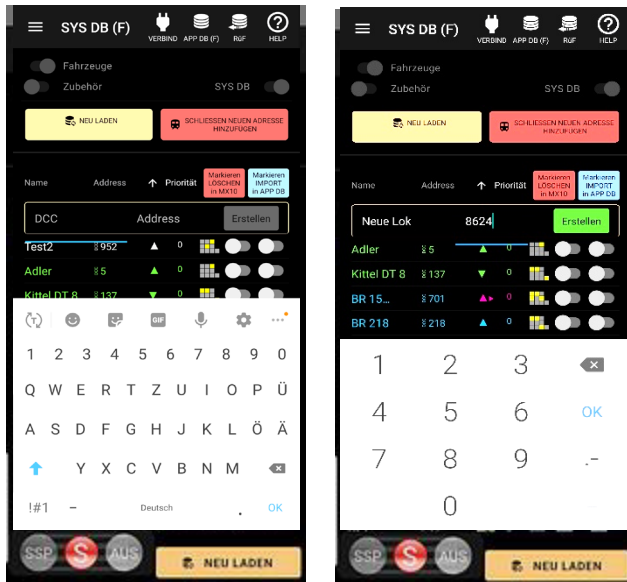 SYS DB (F)
VERBIND APP DB (F) RüF HELP
Fahrzeuge
Zubehör SYS DB
NEU LADEN
SCHLIESSEN NEUEN ADRESSE
HINZUFÜGEN
Name Address Priorität
Markieren
LÖSCHEN
in MX10
Markieren
IMPORT
in APP DB
DCC Address Erstellen
Test2 952 0
Adler 5 0
Kittel DT 8 137 0
GIF
1 2 3 4 5 6 7 8 9 0
Q W E R T Z U I O P Ü
A S D F G H J K L Ö Ä
Y X C V B N M
!#1 - Deutsch . OK
SSP S AUS NEU LADEN
SYS DB (F)
VERBIND APP DB (F) RüF HELP
Fahrzeuge
Zubehör SYS DB
NEU LADEN
SCHLIESSEN NEUEN ADRESSE
HINZUFÜGEN
Name Address Priorität
Markieren
LÖSCHEN
in MX10
Markieren
IMPORT
in APP DB
Neue Lok 8624 Erstellen
Adler 5 0
Kittel DT 8 137 0
BR 15... 701 0
BR 218 218 0
1 2 3
4 5 6 OK
7 8 9 .-
0
SSP S AUS NEU LADEN